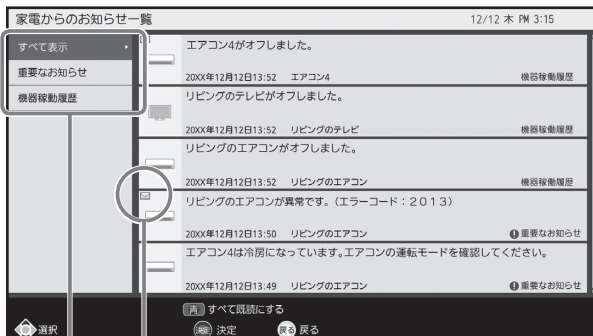 家電からのお知らせ一覧
12/12 木 PM 3:15
すべて表示
重要なお知らせ
機器稼動履歴
エアコン4がオフしました。
20XX年12月12日13:52 エアコン4 機器稼働履歴
リビングのテレビがオフしました。
20XX年12月12日13:52 リビングのテレビ 機器稼働履歴
リビングのエアコンがオフしました。
20XX年12月12日13:52 リビングのエアコン 機器稼働履歴
リビングのエアコンが異常です。（エラーコード：２０１３）
20XX年12月12日13:50 リビングのエアコン 重要なお知らせ
エアコン4は冷房になっています。エアコンの運転モードを確認してください。
20XX年12月12日13:49 リビングのエアコン 重要なお知らせ
青 すべて既読にする
選択 決定 戻る 戻る